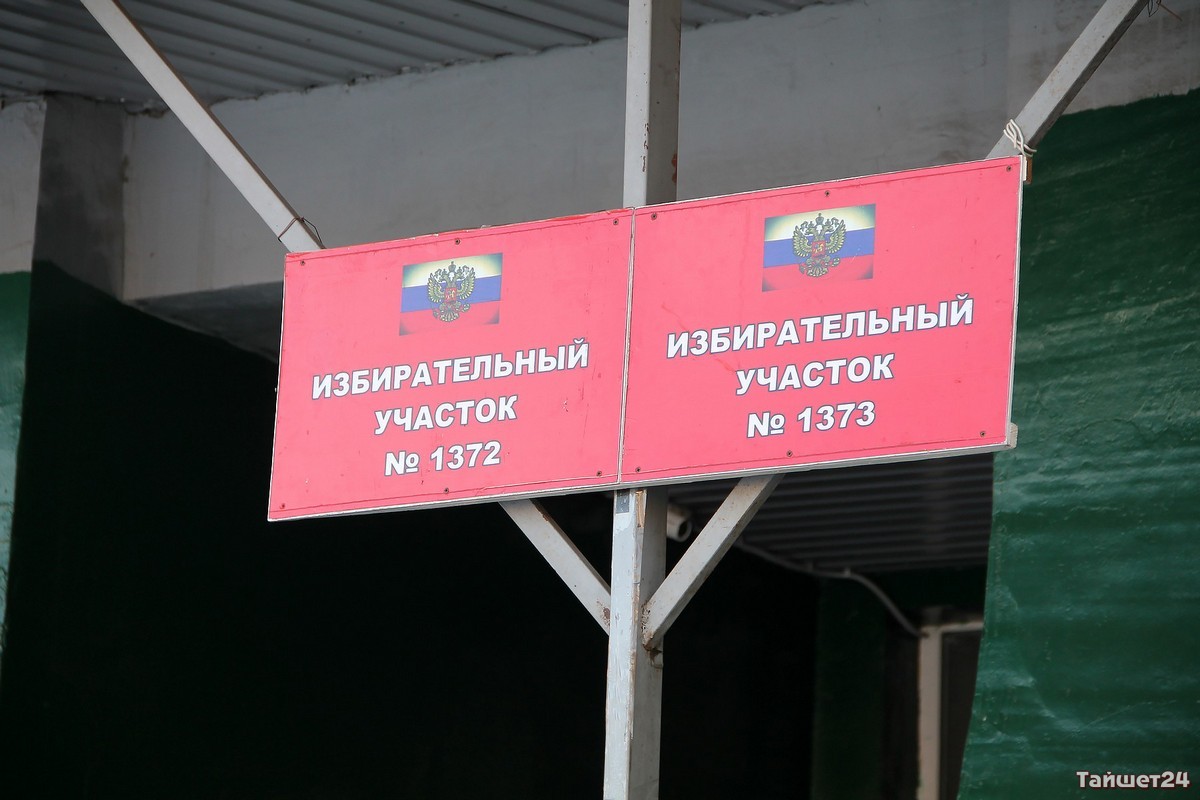 ИЗБИРАТЕЛЬНЫЙ
УЧАСТОК
№ 1372
ИЗБИРАТЕЛЬНЫЙ
УЧАСТОК
№ 1373
Тайшет24